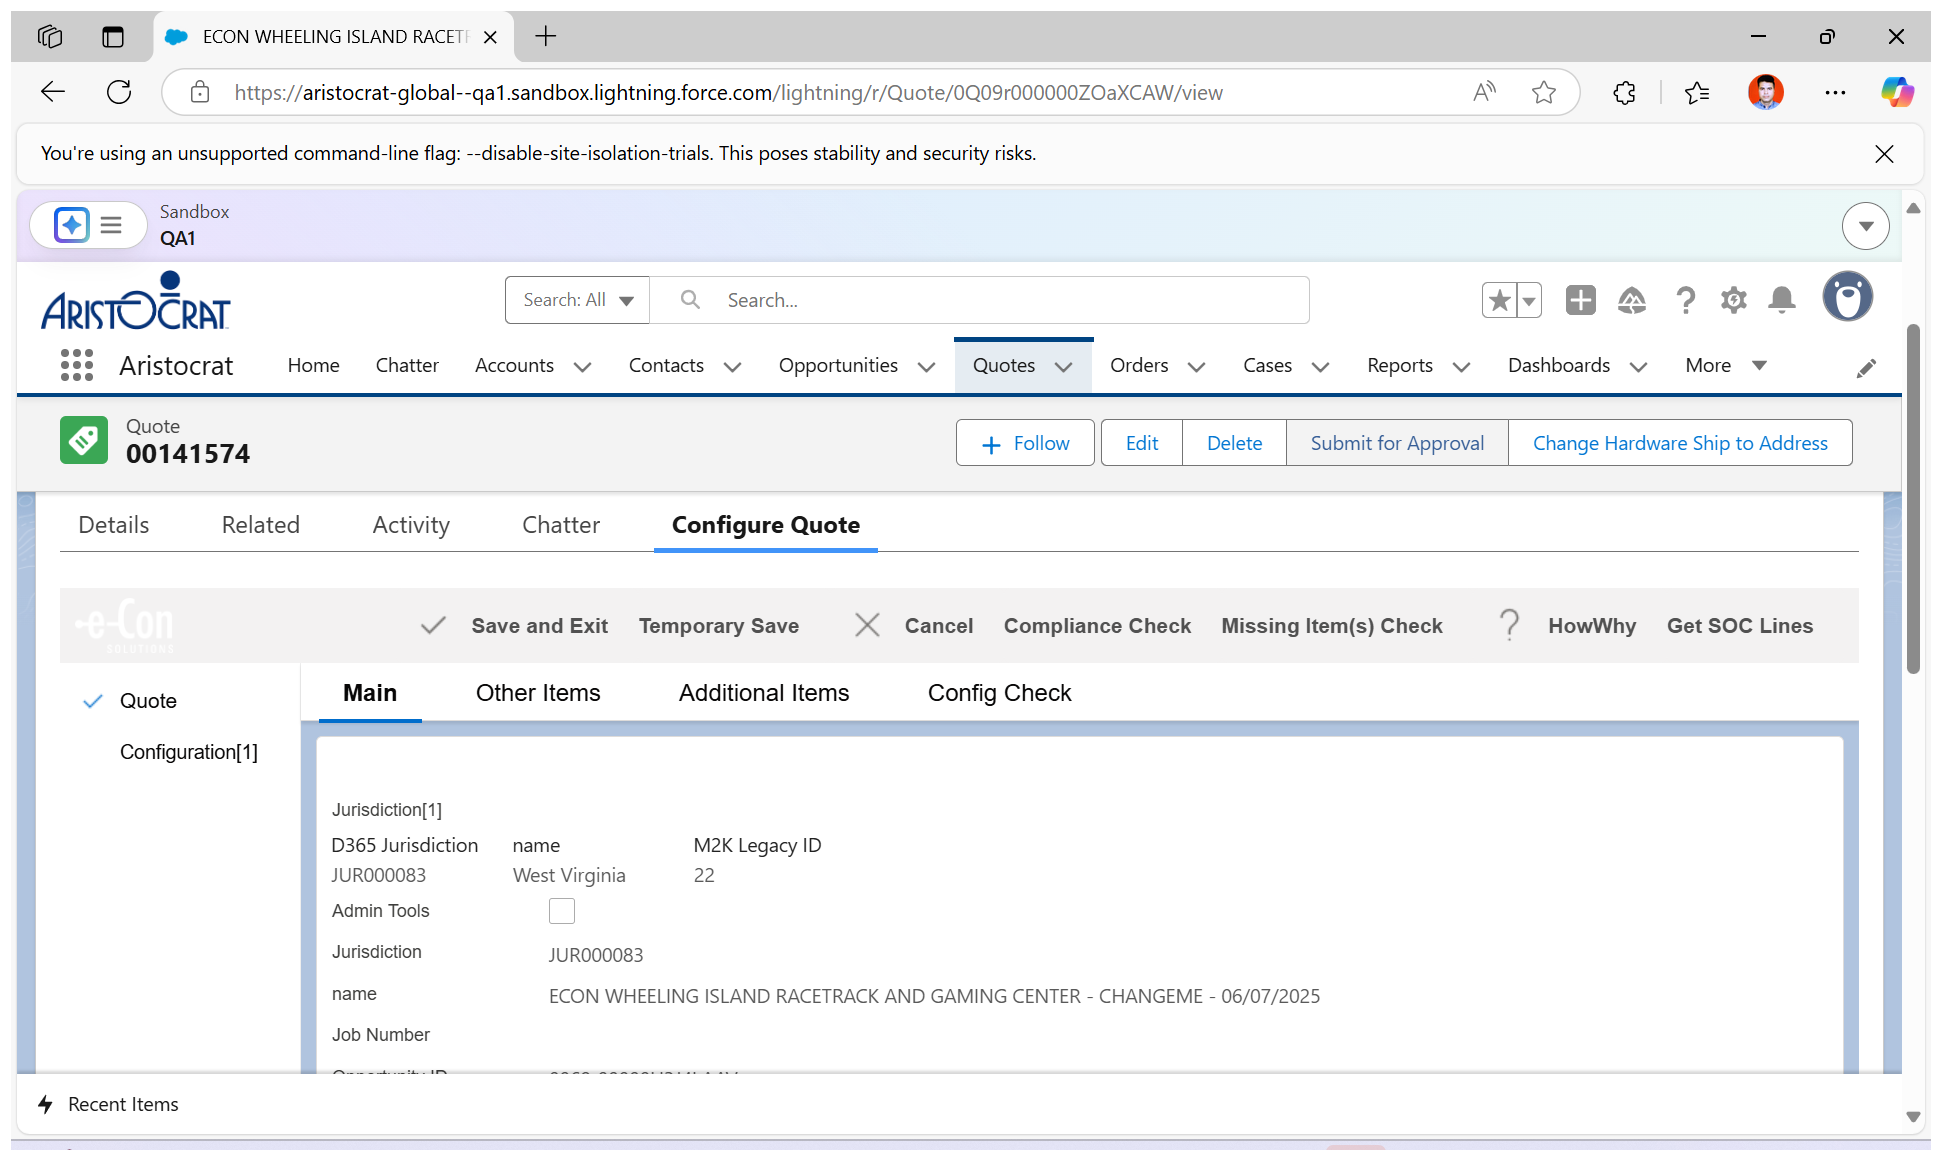 ECON WHEELING ISLAND RACETR
https://aristocrat-global--qa1.sandbox.lightning.force.com/lightning/r/Quote/0Q09r000000ZOaXCAW/view
You're using an unsupported command-line flag: --disable-site-isolation-trials. This poses stability and security risks.
Sandbox
QA1
ARISTOCRAT
Search: All
Search...
Aristocrat
Home
Chatter
Accounts
Contacts
Opportunities
Quotes
Orders
Cases
Reports
Dashboards
More
Quote
00141574
Follow
Edit
Delete
Submit for Approval
Change Hardware Ship to Address
Details
Related
Activity
Chatter
Configure Quote
e-Con
SOLUTIONS
Save and Exit
Temporary Save
Cancel
Compliance Check
Missing Item(s) Check
HowWhy
Get SOC Lines
Quote
Configuration[1]
Main
Other Items
Additional Items
Config Check
Jurisdiction[1]
D365 Jurisdiction name M2K Legacy ID
JUR000083 West Virginia 22
Admin Tools
Jurisdiction JUR000083
name ECON WHEELING ISLAND RACETRACK AND GAMING CENTER - CHANGEME - 06/07/2025
Job Number
Opportunity ID
Recent Items